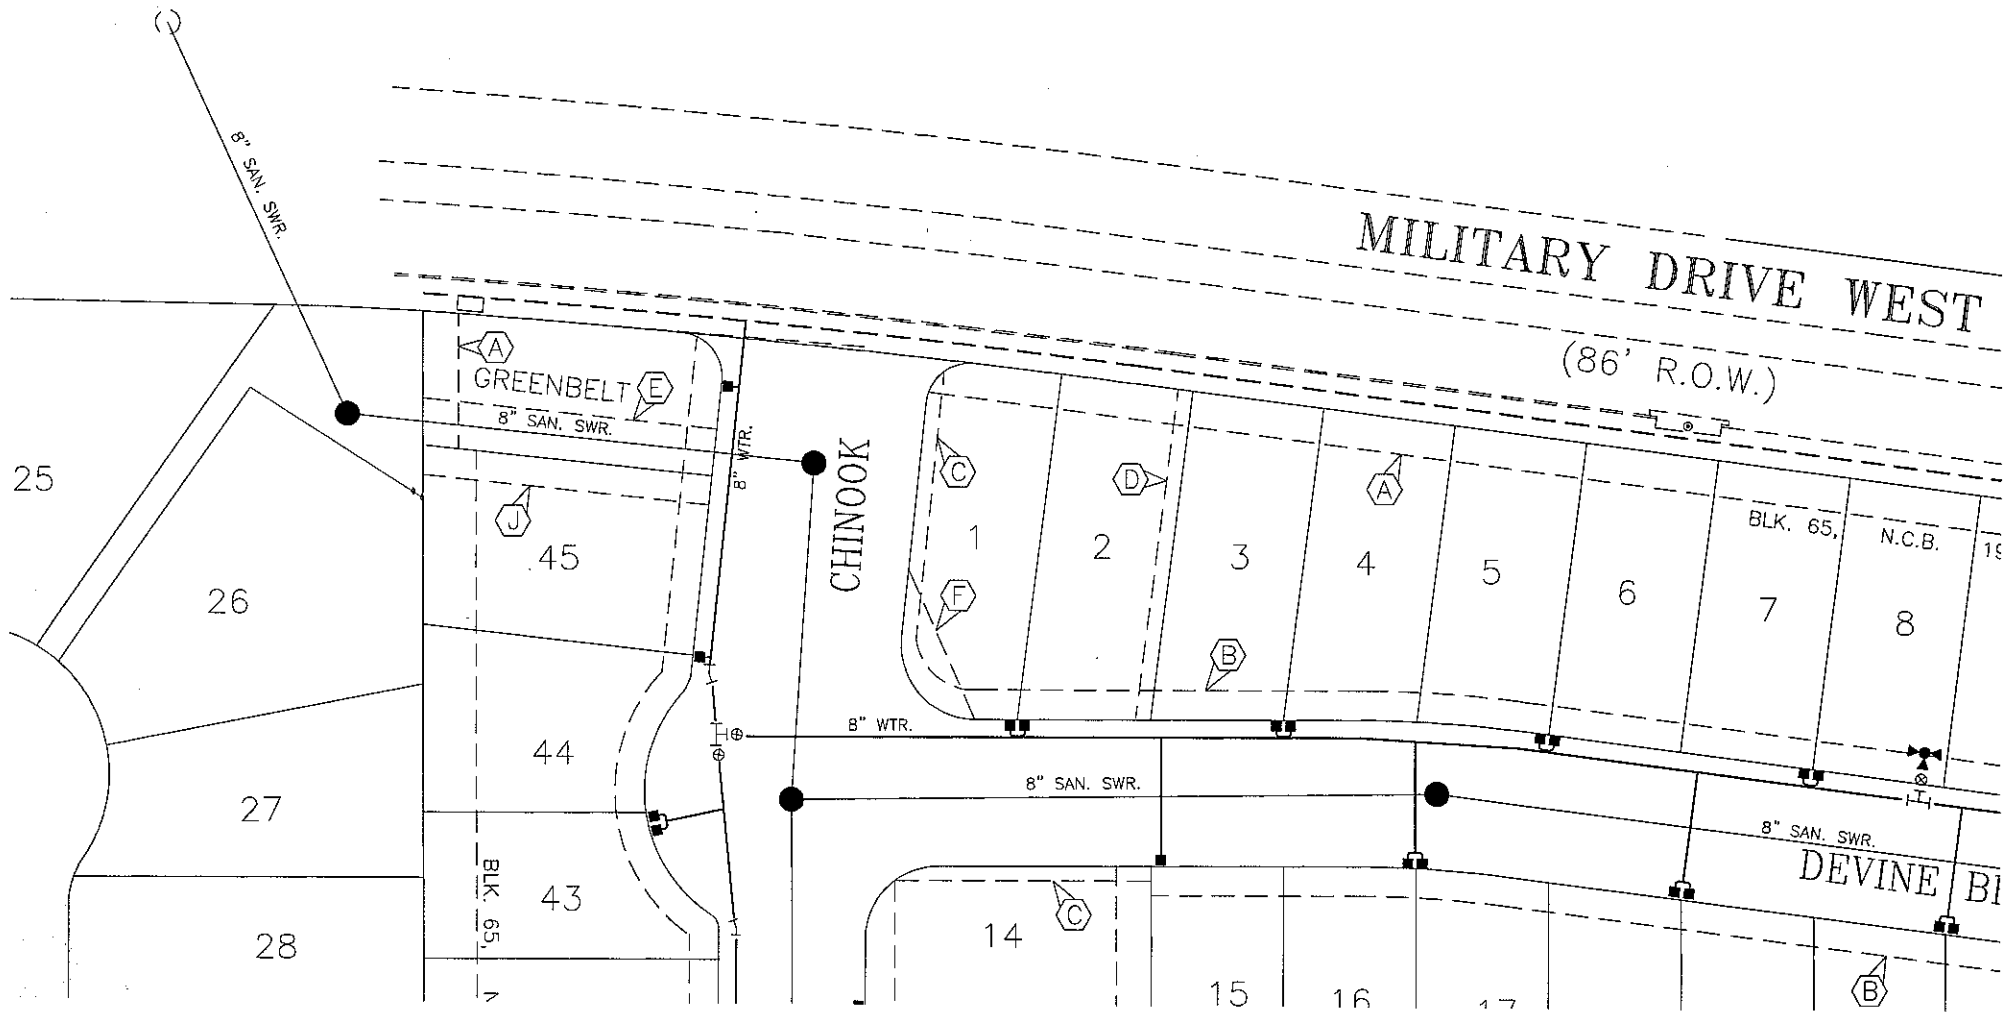 8" SAN. SWR.
MILITARY DRIVE WEST
(86' R.O.W.)
A
GREENBELT
E
8" SAN. SWR.
8" WTR.
CHINOOK
25
J
45
C
D
A
1
2
3
4
5
6
7
8
BLK. 65,
N.C.B.
19
26
F
B
44
8" WTR.
8" SAN. SWR.
8" SAN. SWR.
DEVINE
27
43
BLK. 65,
28
14
C
15
16
17
B